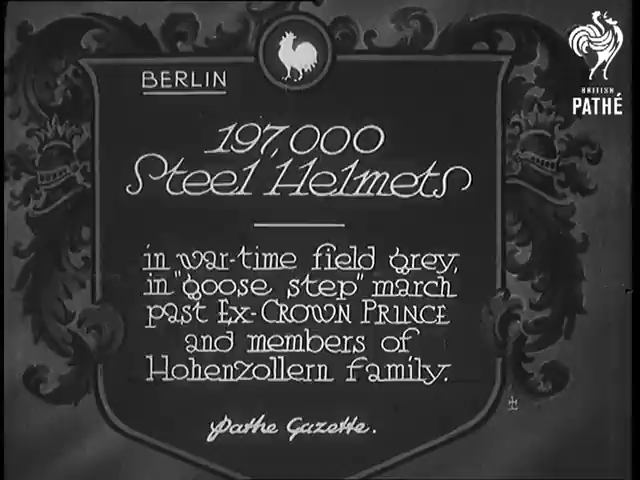 BERLIN
197,000
"Steel Helmets"
in war-time field grey,
in "goose step" march
past EX-CROWN PRINCE
and members of
Hohenzollern family.
Pathe Gazette.
BRITISH
PATHÉ